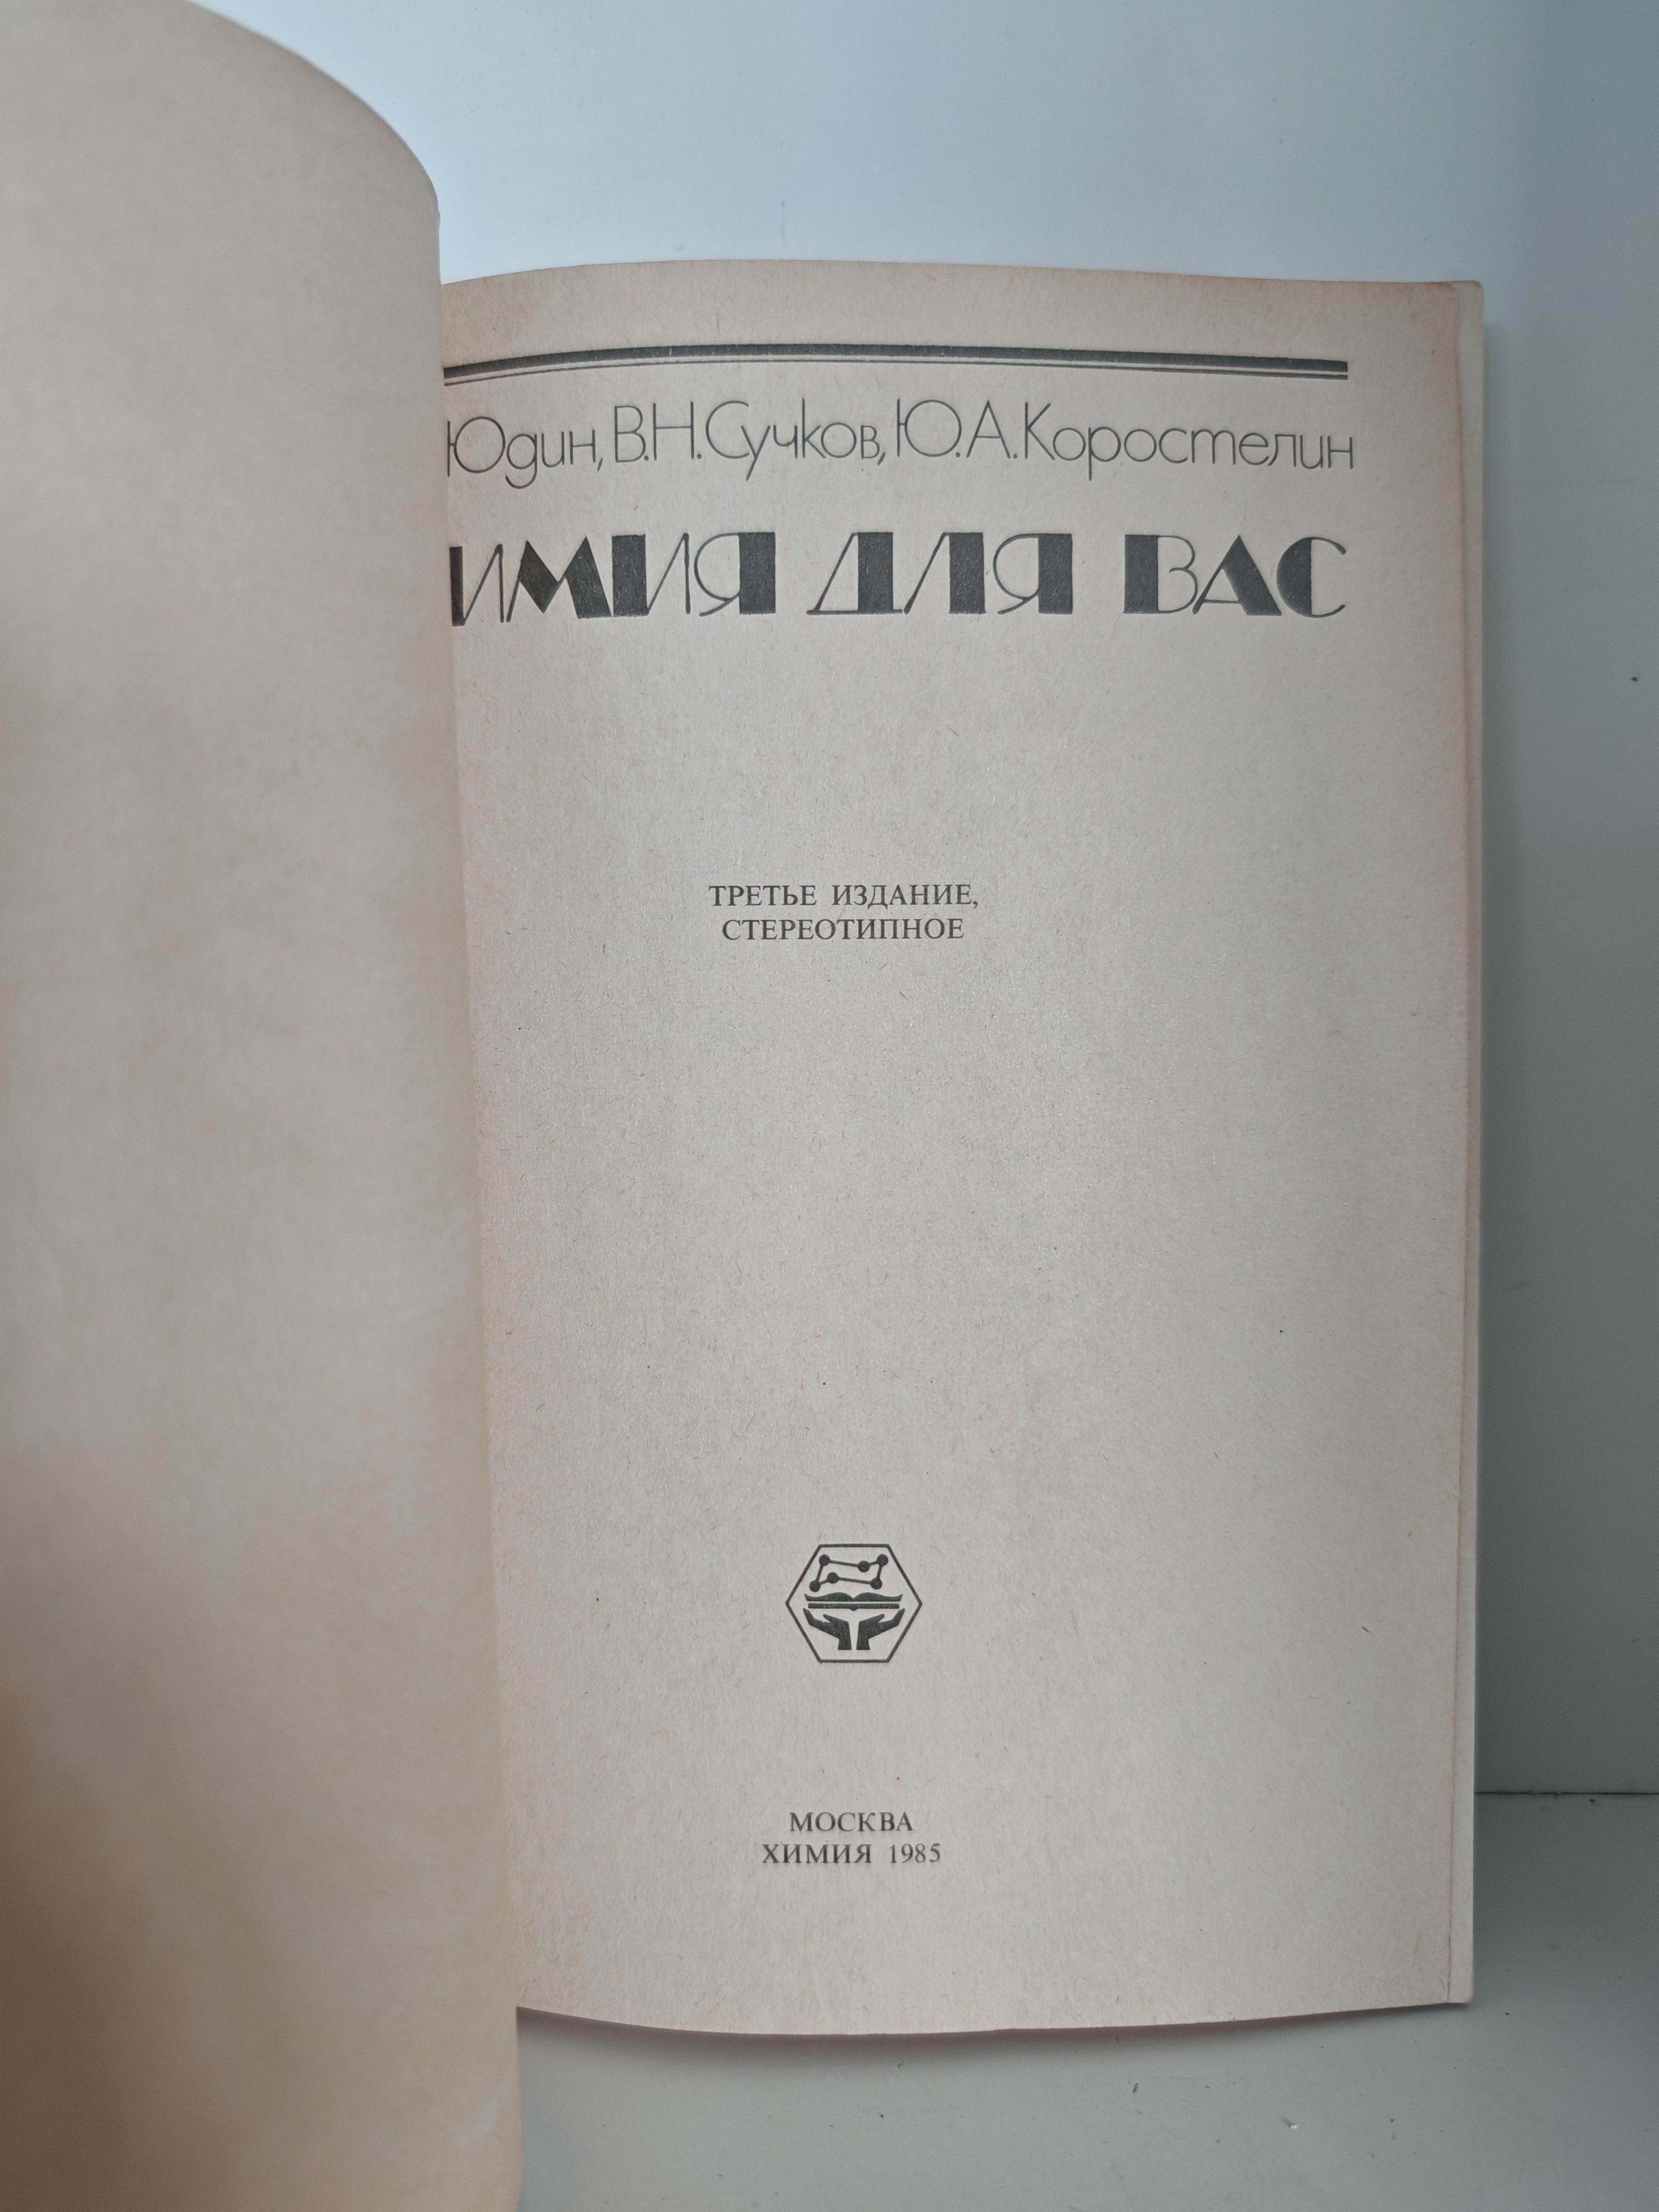 Юдин, В.Н.Сучков, Ю.А.Коростелин
ИМИЯ ДЛЯ ВАС
ТРЕТЬЕ ИЗДАНИЕ,
СТЕРЕОТИПНОЕ
МОСКВА
ХИМИЯ 1985